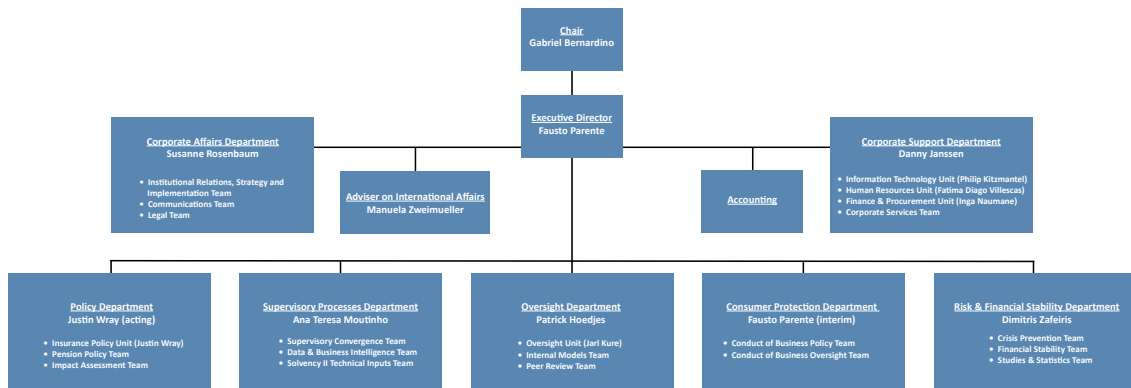 Chair
Gabriel Bernardino
Executive Director
Fausto Parente
Corporate Affairs Department
Susanne Rosenbaum
• Institutional Relations, Strategy and
Implementation Team
• Communications Team
• Legal Team
Adviser on International Affairs
Manuela Zweimueller
Accounting
Corporate Support Department
Danny Janssen
• Information Technology Unit (Philip Kitzmantel)
• Human Resources Unit (Fatima Diago Villescas)
• Finance & Procurement Unit (Inga Naumane)
• Corporate Services Team
Policy Department
Justin Wray (acting)
• Insurance Policy Unit (Justin Wray)
• Pension Policy Team
• Impact Assessment Team
Supervisory Processes Department
Ana Teresa Moutinho
• Supervisory Convergence Team
• Data & Business Intelligence Team
• Solvency II Technical Inputs Team
Oversight Department
Patrick Hoedjes
• Oversight Unit (Jarl Kure)
• Internal Models Team
• Peer Review Team
Consumer Protection Department
Fausto Parente (interim)
• Conduct of Business Policy Team
• Conduct of Business Oversight Team
Risk & Financial Stability Department
Dimitris Zafeiris
• Crisis Prevention Team
• Financial Stability Team
• Studies & Statistics Team